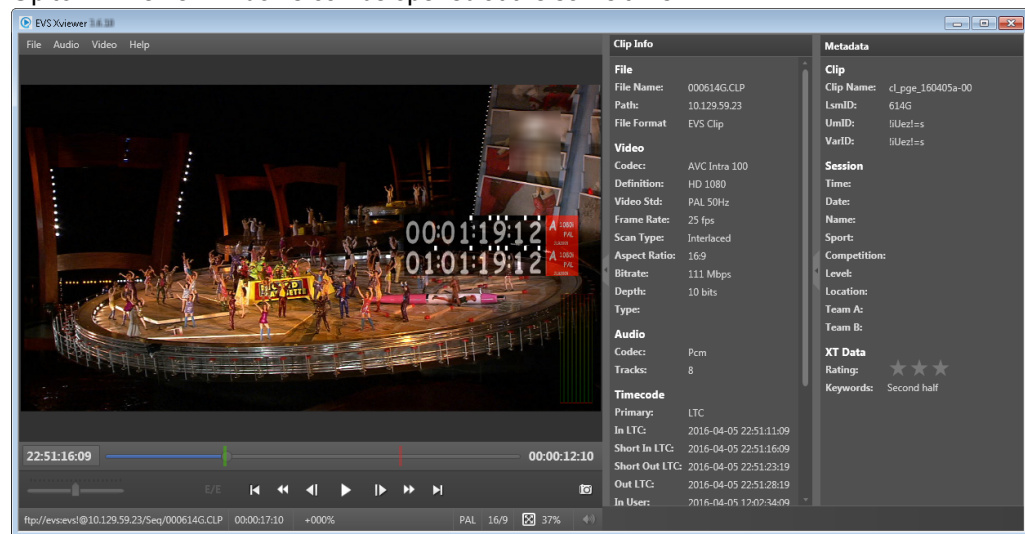 EVS Xviewer
File Audio Video Help
00:01:19:12
01:01:19:12
A 1080i
PAL
A 1080i
PAL
22:51:16:09
00:00:12:10
E/E
ftp://evs:evs!@10.129.59.23/Seq/000614G.CLP 00:00:17:10 +000% PAL 16/9 37%
Clip Info
File
File Name: 000614G.CLP
Path: 10.129.59.23
File Format EVS Clip
Video
Codec: AVC Intra 100
Definition: HD 1080
Video Std: PAL 50Hz
Frame Rate: 25 fps
Scan Type: Interlaced
Aspect Ratio: 16:9
Bitrate: 111 Mbps
Depth: 10 bits
Type:
Audio
Codec: Pcm
Tracks: 8
Timecode
Primary: LTC
In LTC: 2016-04-05 22:51:11:09
Short In LTC: 2016-04-05 22:51:16:09
Short Out LTC: 2016-04-05 22:51:23:19
Out LTC: 2016-04-05 22:51:28:19
In User: 2016-04-05 12:02:34:09
Metadata
Clip
Clip Name: cl_pge_160405a-00
LsmID: 614G
UmID: !iUez!=s
VarID: !iUez!=s
Session
Time:
Date:
Name:
Sport:
Competition:
Level:
Location:
Team A:
Team B:
XT Data
Rating:
Keywords: Second half